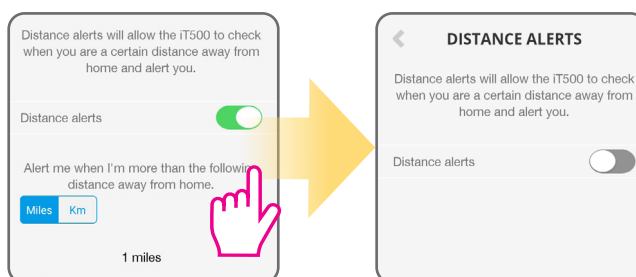 Distance alerts will allow the iT500 to check
when you are a certain distance away from
home and alert you.
Distance alerts
Alert me when I'm more than the following
distance away from home.
Miles Km
1 miles
DISTANCE ALERTS
Distance alerts will allow the iT500 to check
when you are a certain distance away from
home and alert you.
Distance alerts